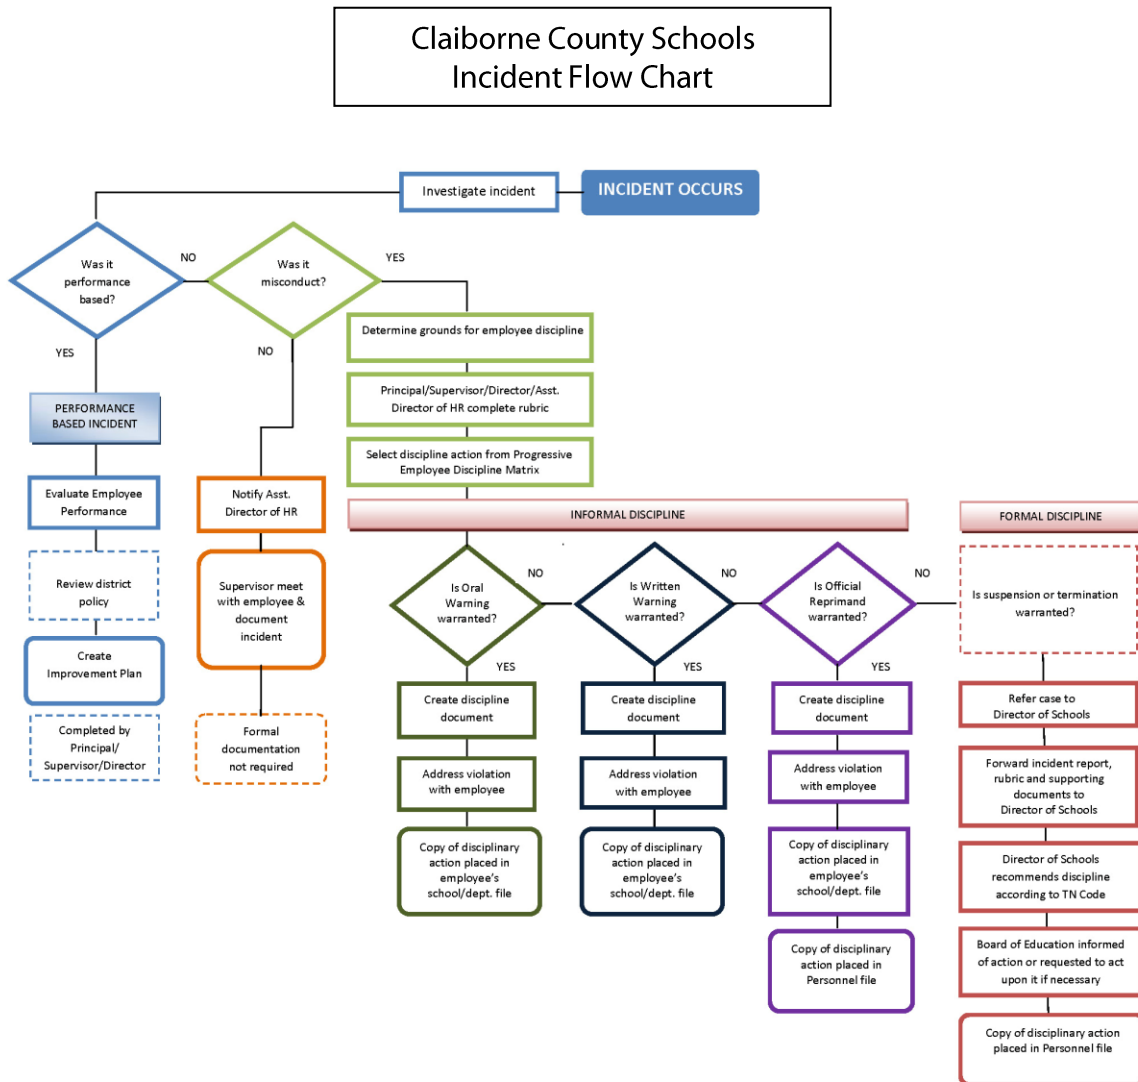 Claiborne County Schools
Incident Flow Chart
INCIDENT OCCURS
Investigate incident
Was it
performance
based?
NO
Was it
misconduct?
YES
YES
NO
PERFORMANCE
BASED INCIDENT
Evaluate Employee
Performance
Review district
policy
Create
Improvement Plan
Completed by
Principal/
Supervisor/Director
Notify Asst.
Director of HR
Supervisor meet
with employee &
document
incident
Formal
documentation
not required
Determine grounds for employee discipline
Principal/Supervisor/Director/Asst.
Director of HR complete rubric
Select discipline action from Progressive
Employee Discipline Matrix
INFORMAL DISCIPLINE
Is Oral
Warning
warranted?
NO
YES
Create discipline
document
Address violation
with employee
Copy of disciplinary
action placed in
employee's
school/dept. file
Is Written
Warning
warranted?
NO
YES
Create discipline
document
Address violation
with employee
Copy of disciplinary
action placed in
employee's
school/dept. file
Is Official
Reprimand
warranted?
NO
YES
Create discipline
document
Address violation
with employee
Copy of disciplinary
action placed in
employee's
school/dept. file
Copy of disciplinary
action placed in
Personnel file
FORMAL DISCIPLINE
Is suspension or termination
warranted?
Refer case to
Director of Schools
Forward incident report,
rubric and supporting
documents to
Director of Schools
Director of Schools
recommends discipline
according to TN Code
Board of Education informed
of action or requested to act
upon it if necessary
Copy of disciplinary action
placed in Personnel file